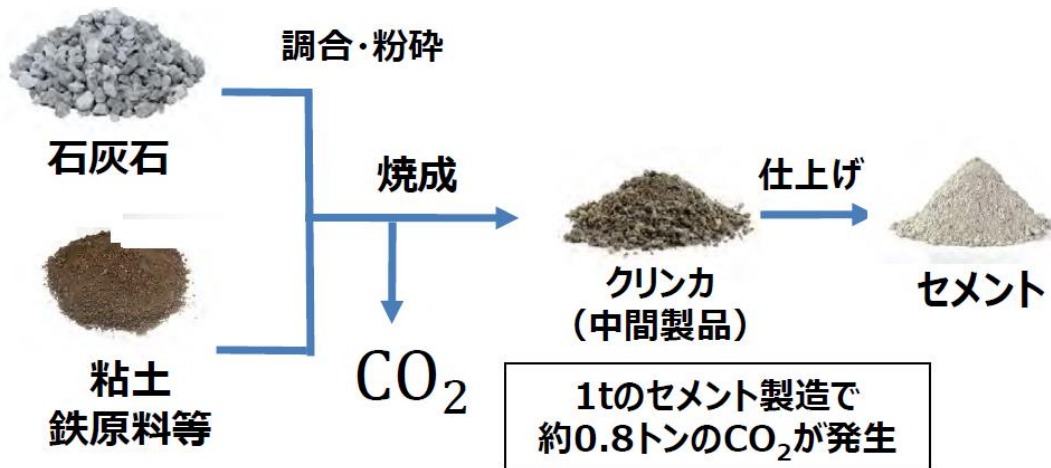 調合・粉砕
石灰石
焼成
仕上げ
クリンカ
（中間製品）
セメント
粘土
鉄原料等
CO₂
1tのセメント製造で
約0.8トンのCO₂が発生